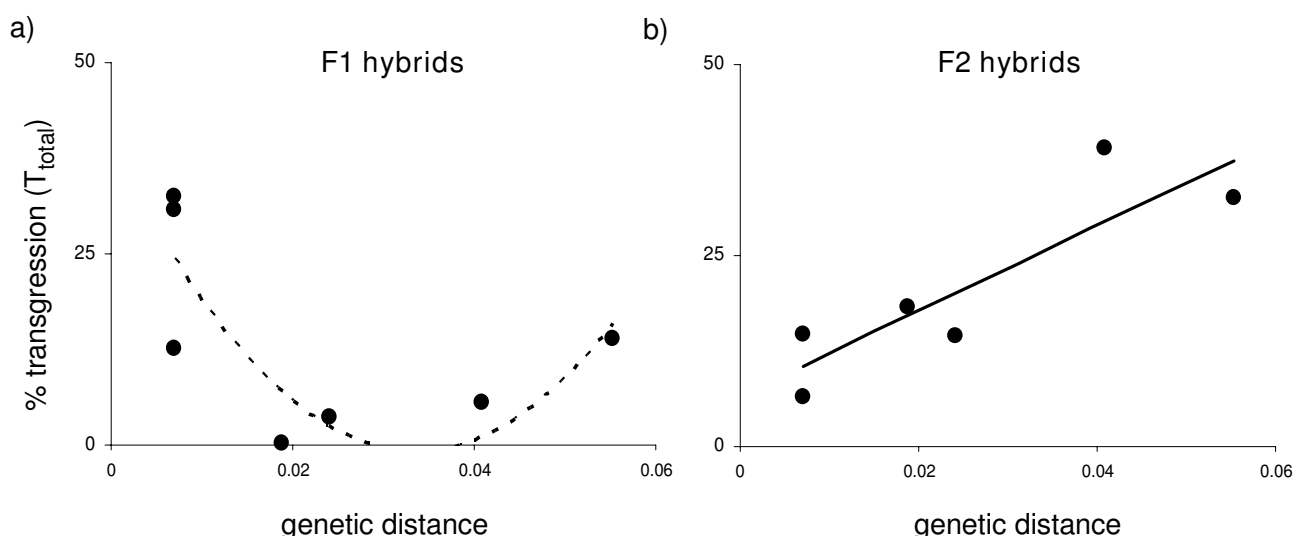 a)
F1 hybrids
% transgression (T_total)
50
25
0
0
0.02
0.04
0.06
genetic distance
b)
F2 hybrids
50
25
0
0
0.02
0.04
0.06
genetic distance